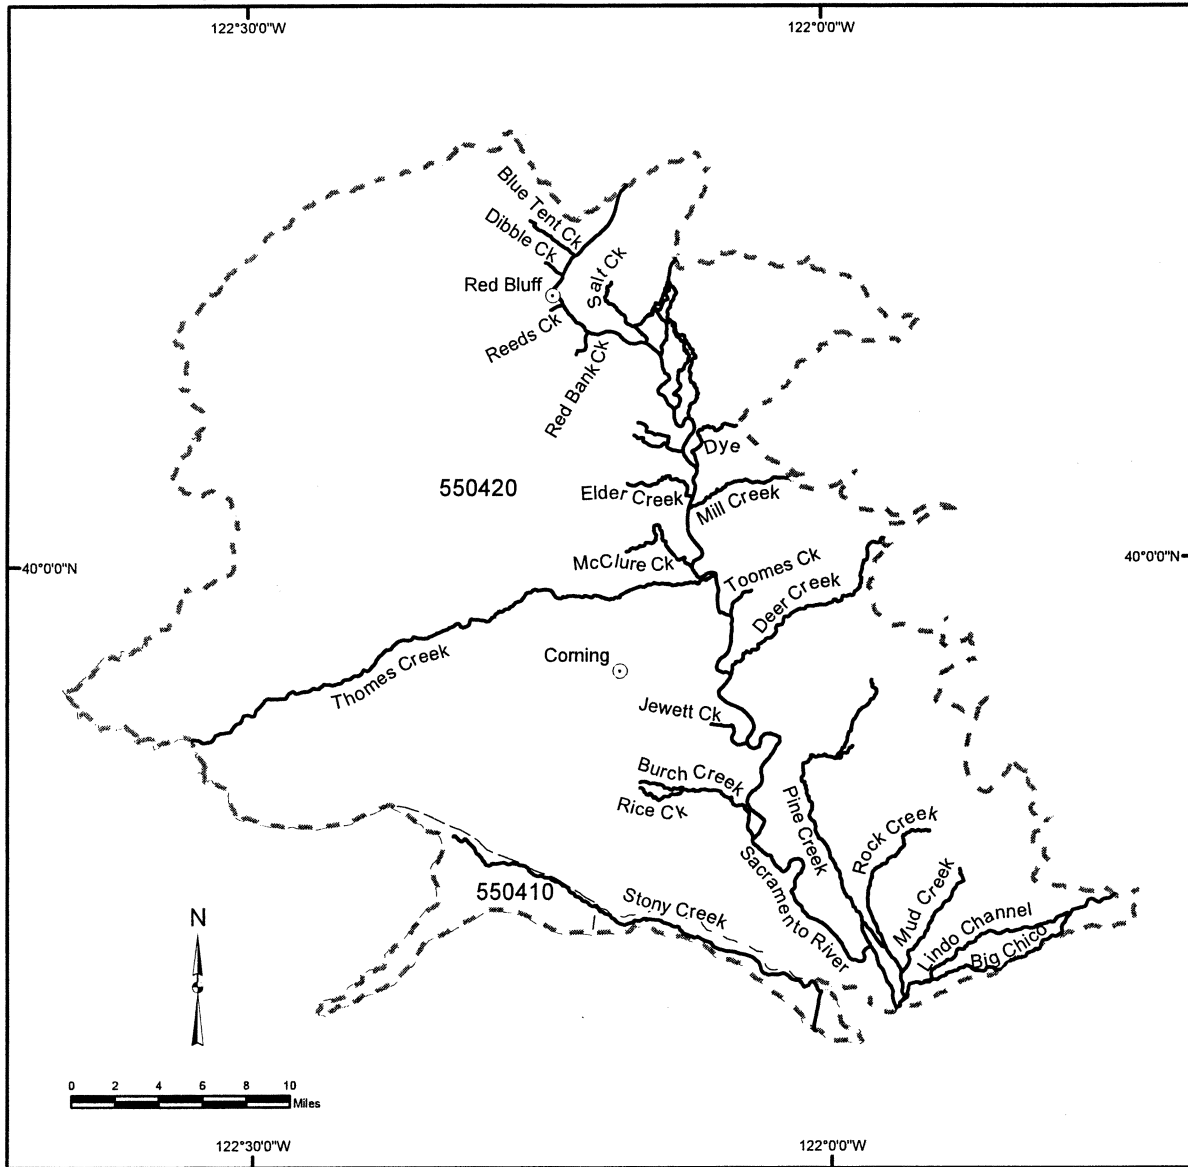 122°30'0"W
122°0'0"W
Blue Tent Ck
Dibble Ck
Salt Ck
Red Bluff
Reeds Ck
Red Bank Ck
Dye
550420
Elder Creek
Mill Creek
40°0'0"N
McClure Ck
Toomes Ck
40°0'0"N
Deer Creek
Corning
Thomes Creek
Jewett Ck
Burch Creek
Pine Creek
Rice Ck
Rock Creek
Sacramento River
Mud Creek
550410
Stony Creek
Lindo Channel
Big Chico
N
0 2 4 6 8 10
Miles
122°30'0"W
122°0'0"W